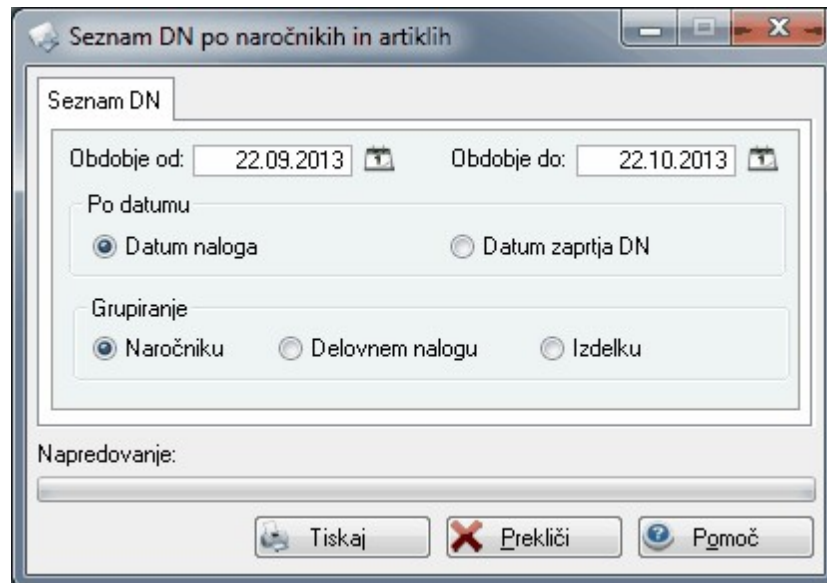 Seznam DN po naročnikih in artiklih
Seznam DN
Obdobje od: 22.09.2013 Obdobje do: 22.10.2013
Po datumu
Datum naloga Datum zaprtja DN
Grupiranje
Naročniku Delovnem nalogu Izdelku
Napredovanje:
Tiskaj Prekliči Pomoč